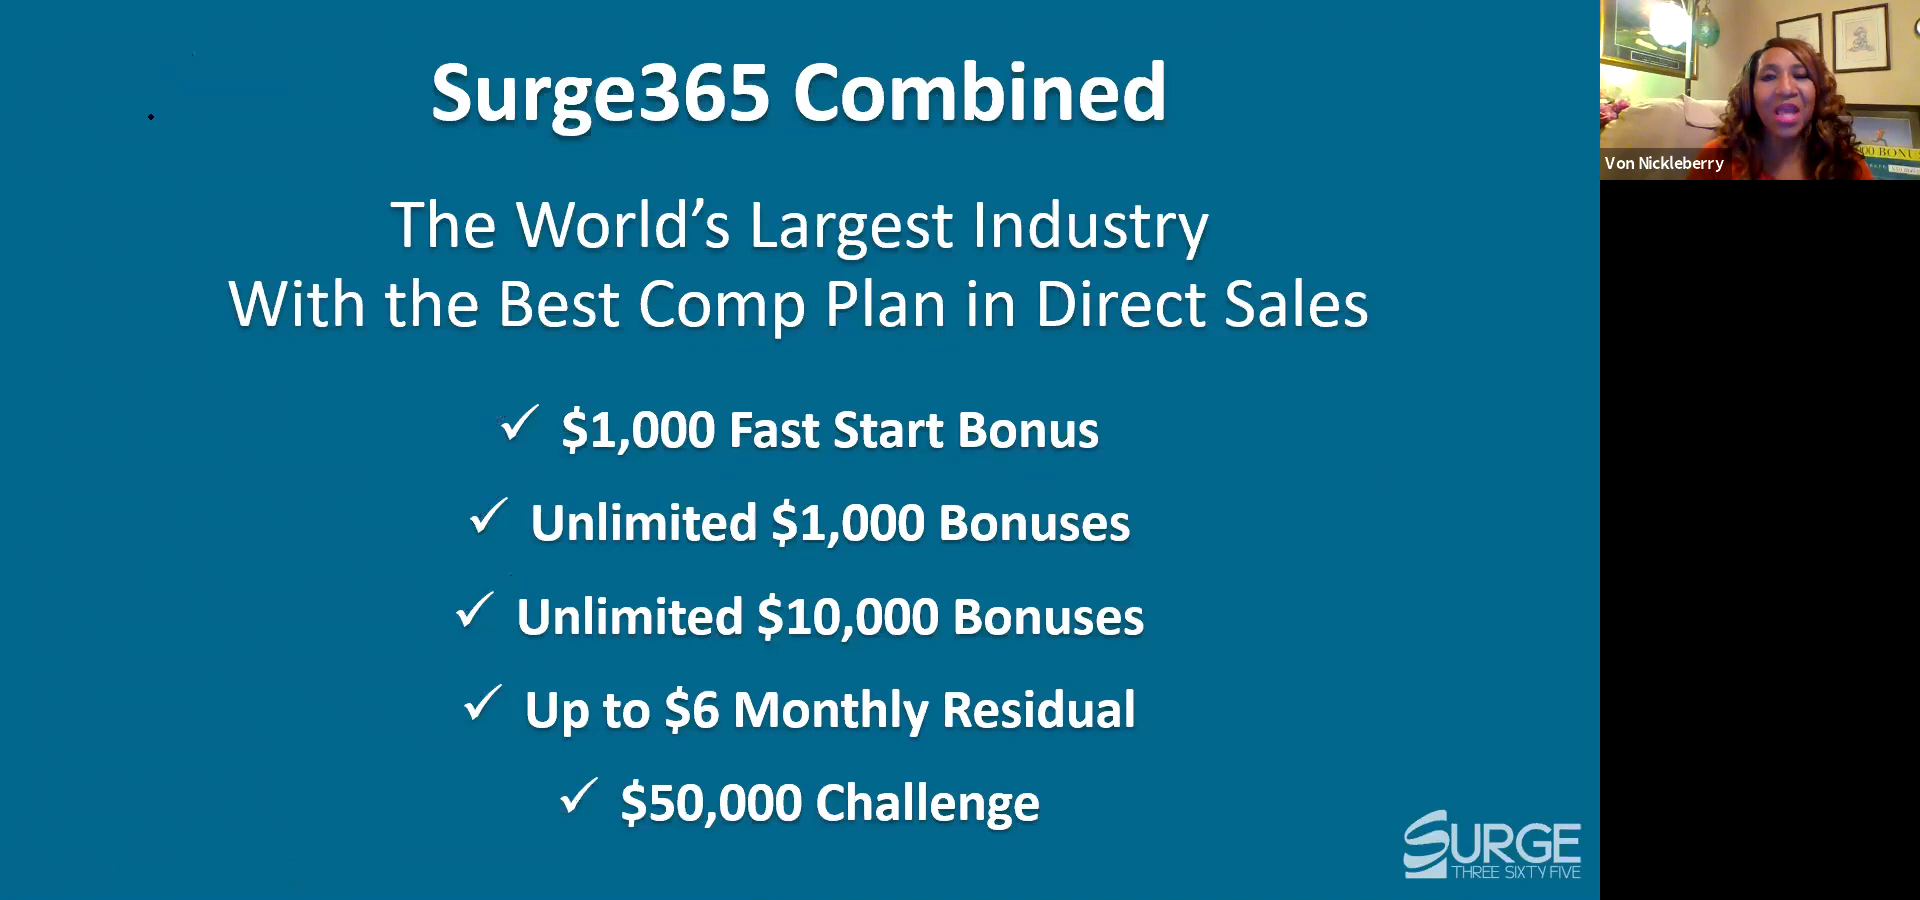 Surge365 Combined
The World's Largest Industry
With the Best Comp Plan in Direct Sales
✓ $1,000 Fast Start Bonus
✓ Unlimited $1,000 Bonuses
✓ Unlimited $10,000 Bonuses
✓ Up to $6 Monthly Residual
✓ $50,000 Challenge
SURGE
THREE SIXTY FIVE
Von Nickleberry